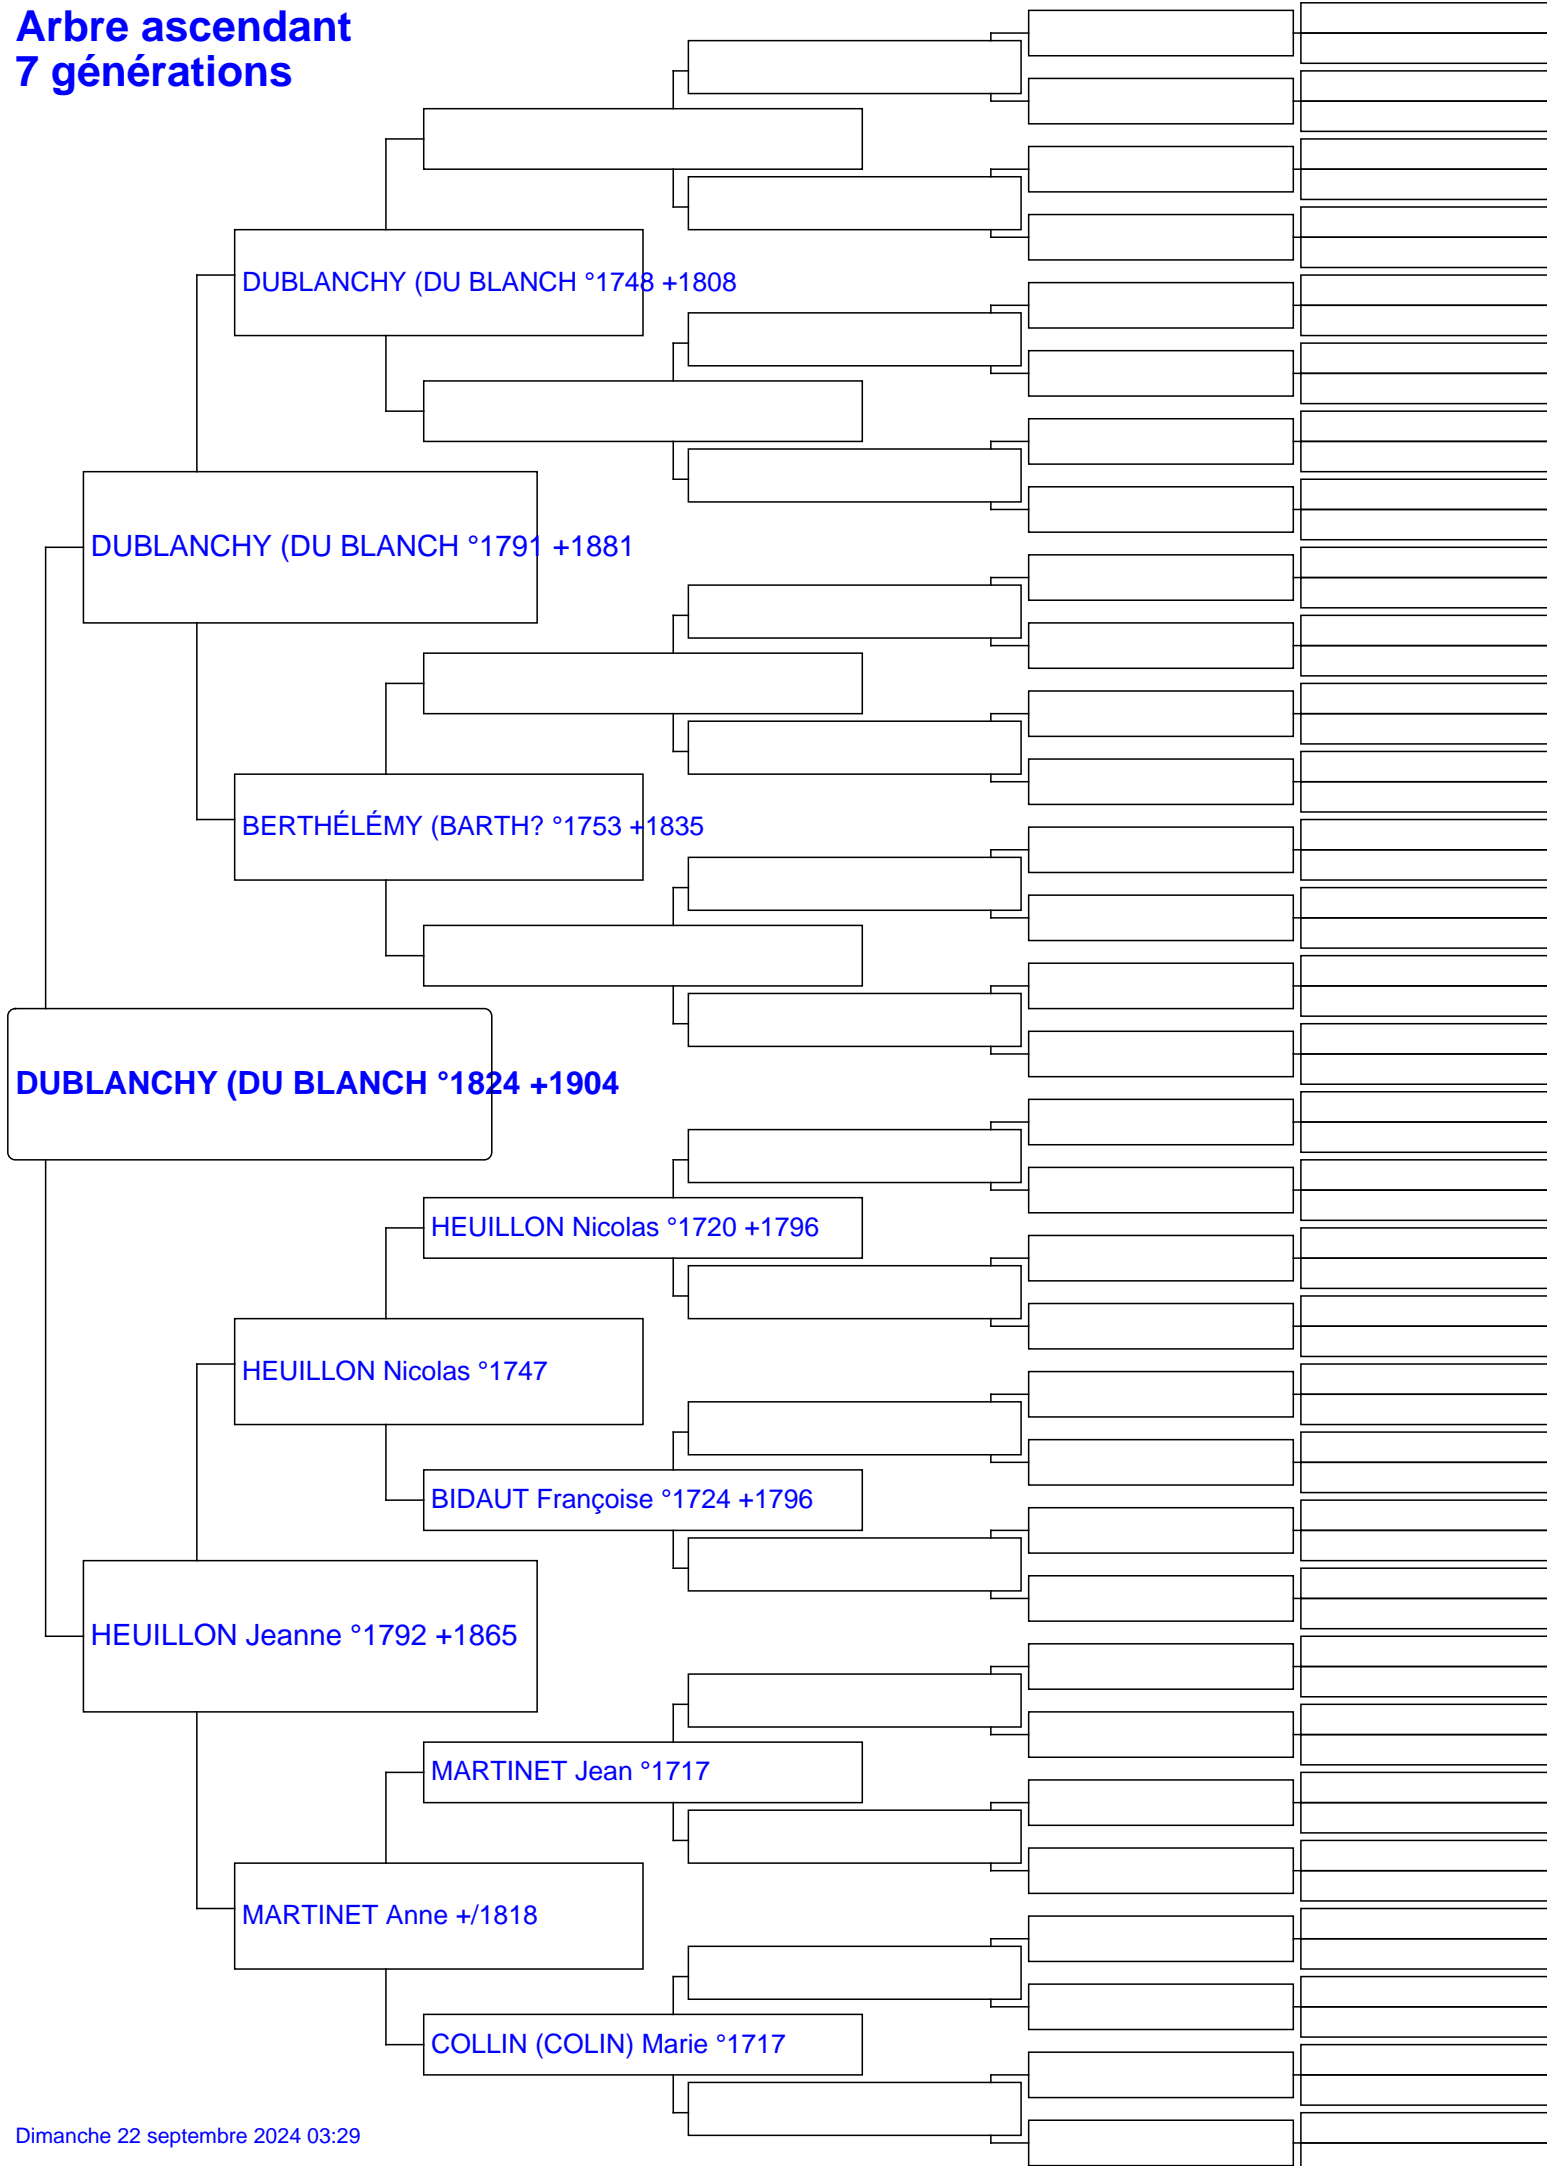 Arbre ascendant
7 générations
DUBLANCHY (DU BLANCH °1748 +1808
DUBLANCHY (DU BLANCH °1791 +1881
BERTHÉLÉMY (BARTH? °1753 +1835
DUBLANCHY (DU BLANCH °1824 +1904
HEUILLON Nicolas °1720 +1796
HEUILLON Nicolas °1747
BIDAUT Françoise °1724 +1796
HEUILLON Jeanne °1792 +1865
MARTINET Jean °1717
MARTINET Anne +/1818
COLLIN (COLIN) Marie °1717
Dimanche 22 septembre 2024 03:29